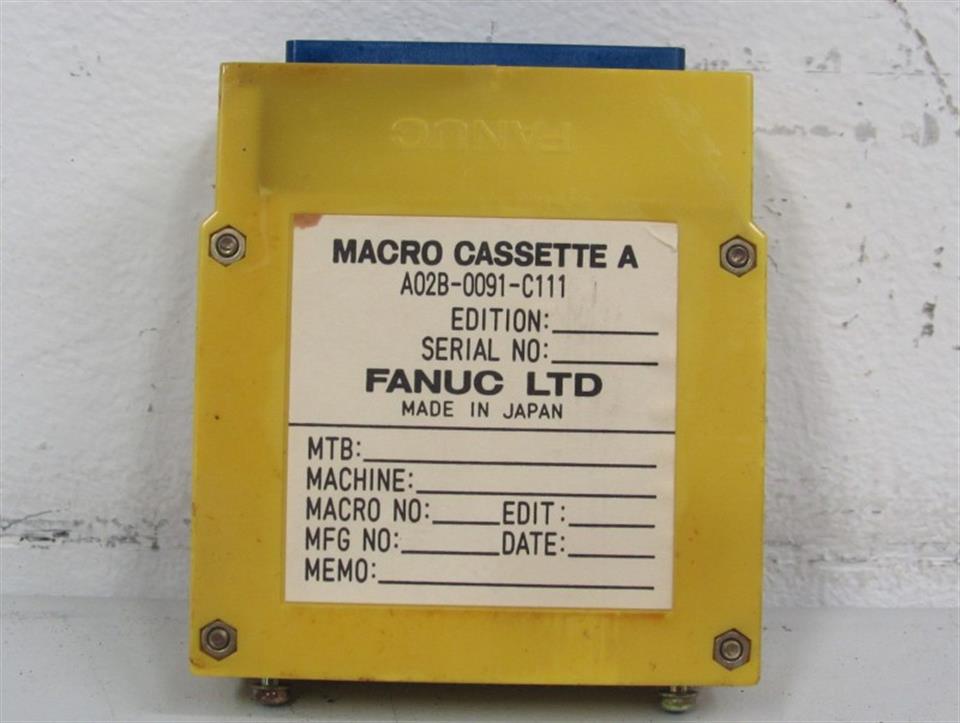 FANUC
MACRO CASSETTE A
A02B-0091-C111
EDITION:
SERIAL NO:
FANUC LTD
MADE IN JAPAN
MTB:
MACHINE:
MACRO NO: EDIT:
MFG NO: DATE:
MEMO: